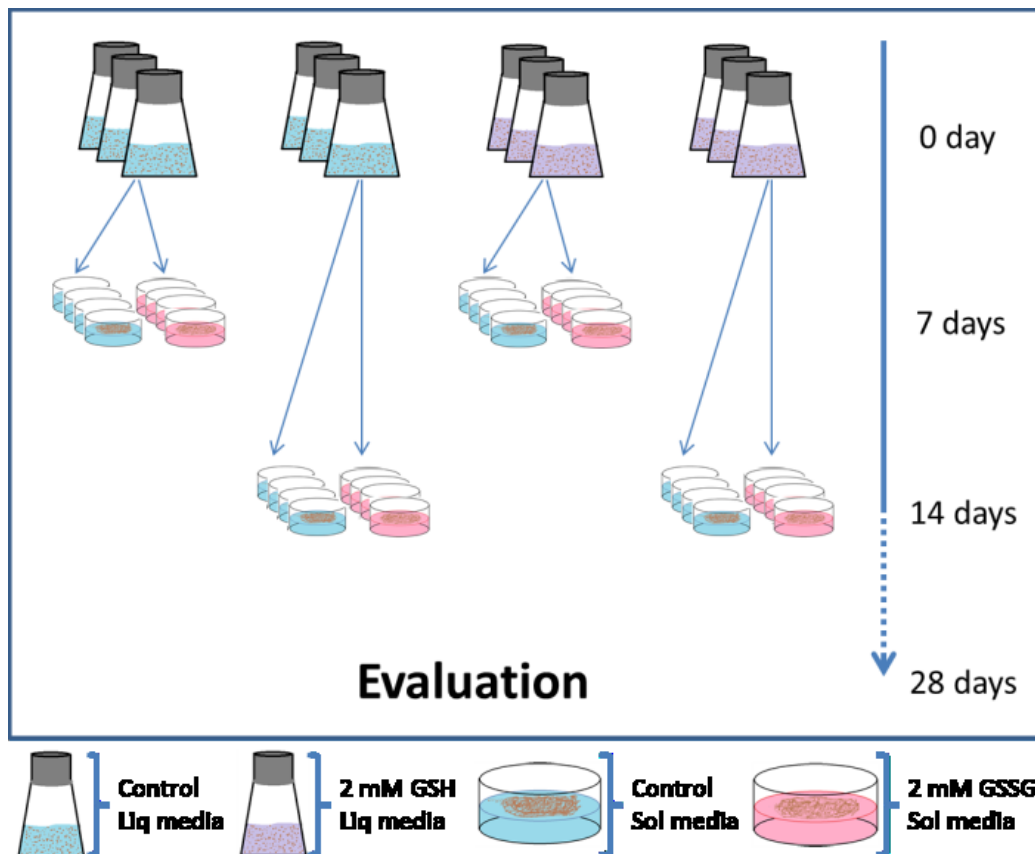 0 day
7 days
14 days
Evaluation
28 days
Control
Liq media
2 mM GSH
Liq media
Control
Sol media
2 mM GSSG
Sol media